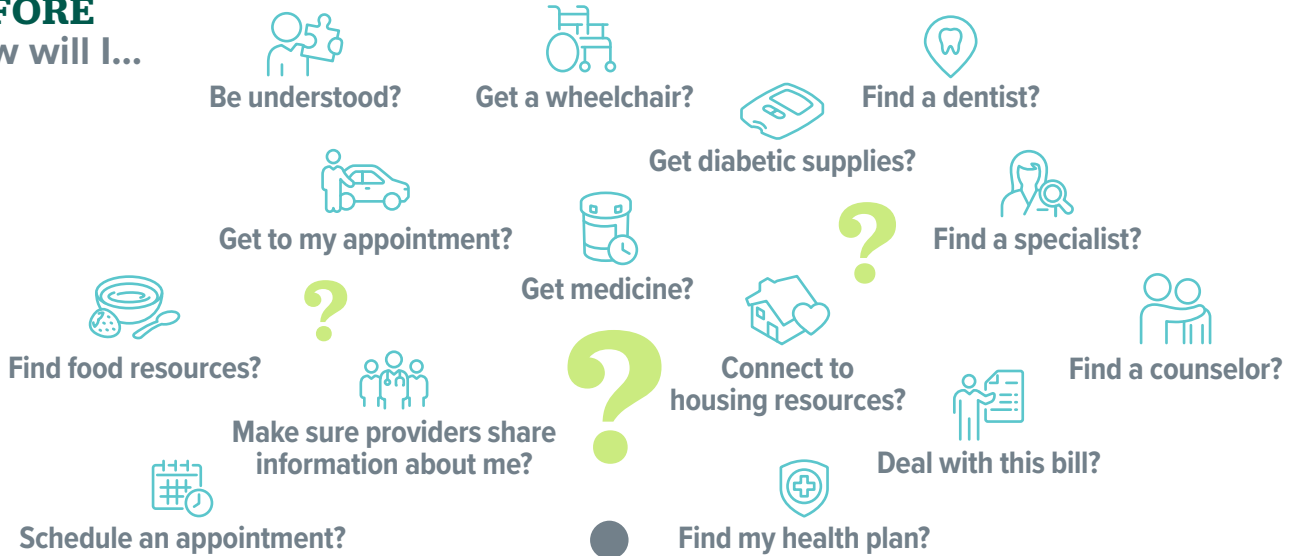 FORE
w will I...
Be understood?
Get a wheelchair?
Find a dentist?
Get diabetic supplies?
Get to my appointment?
Find a specialist?
Get medicine?
?
?
Find food resources?
?
Connect to
housing resources?
Find a counselor?
Make sure providers share
information about me?
Deal with this bill?
Schedule an appointment?
Find my health plan?